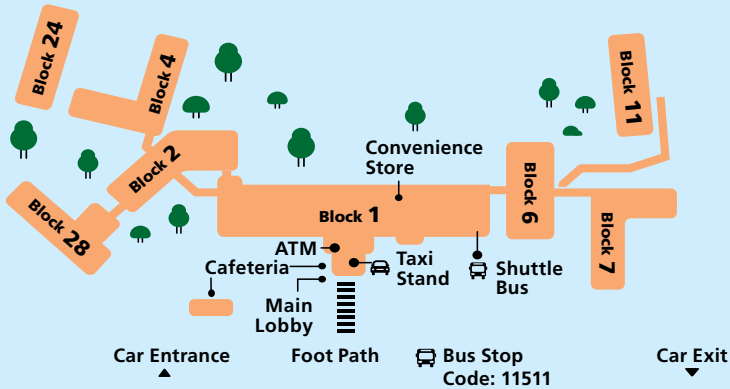 Block 24
Block 4
Block 11
Block 2
Convenience
Store
Block 6
Block 28
Block 1
Block 7
ATM
Cafeteria
Taxi
Stand
Shuttle
Bus
Main
Lobby
Car Entrance
Foot Path
Bus Stop
Code: 11511
Car Exit